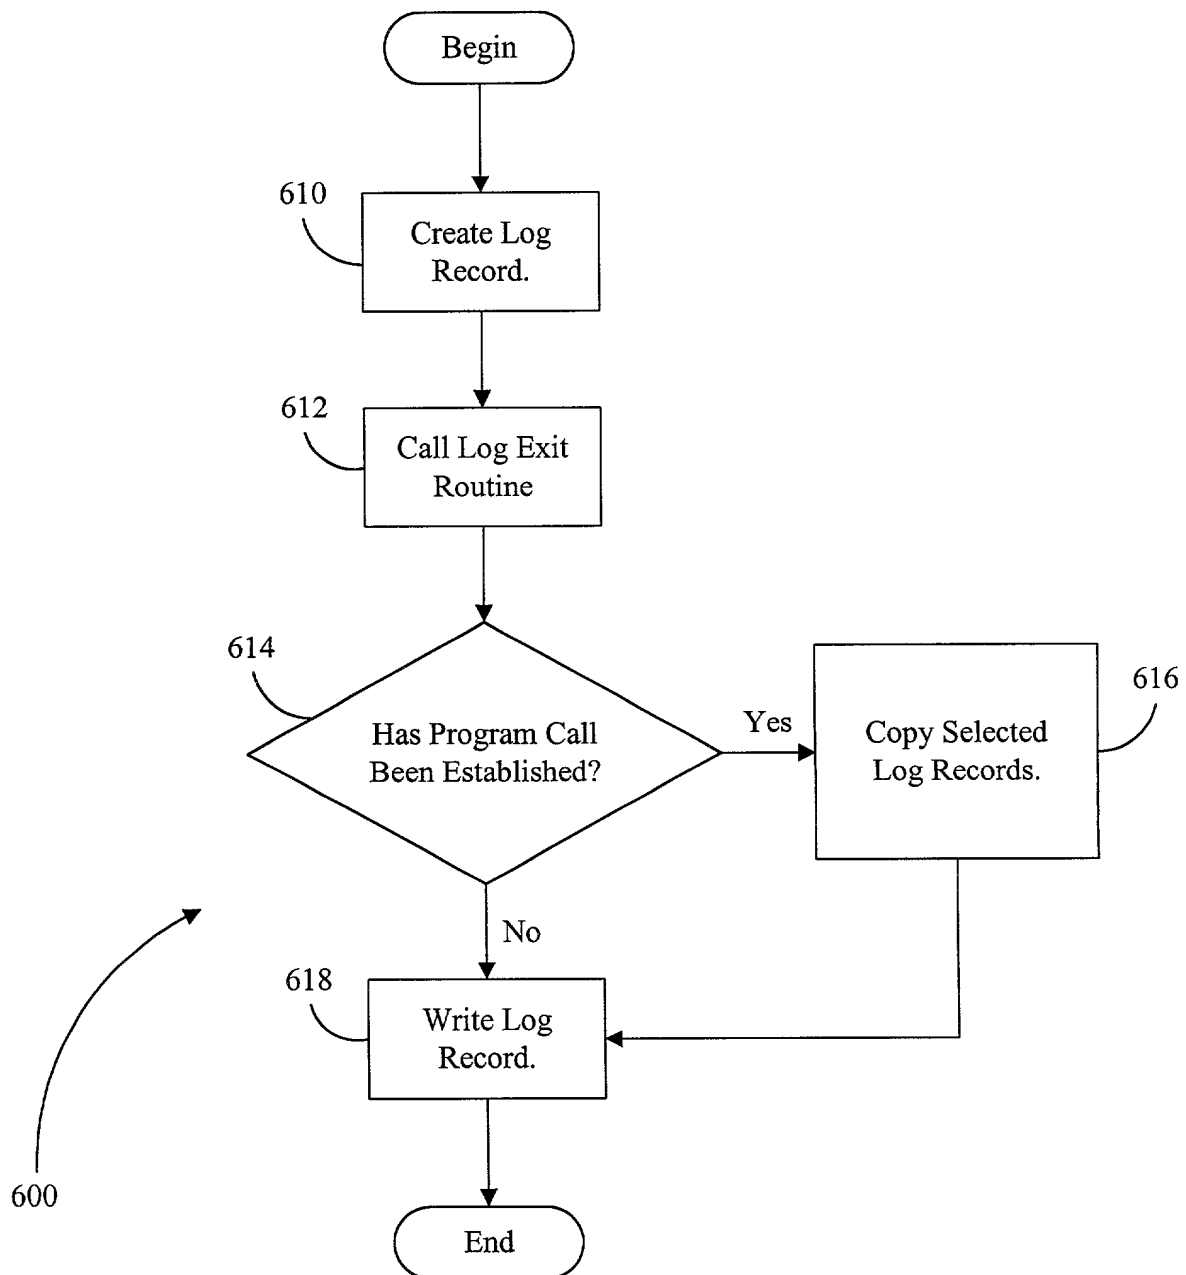 Begin
610
Create Log
Record.
612
Call Log Exit
Routine
614
Has Program Call
Been Established?
Yes
616
Copy Selected
Log Records.
No
618
Write Log
Record.
600
End